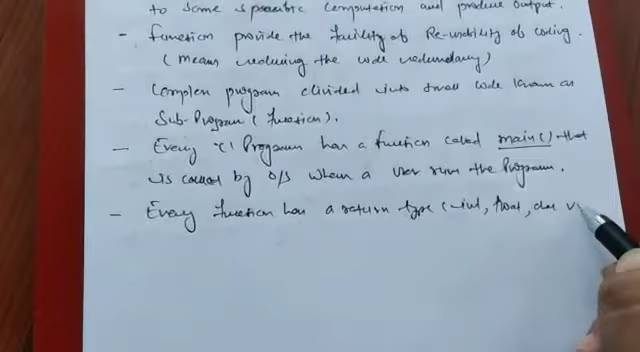 to some specific computation and produce output.
- Function provide the facility of Re-usability of coding.
(means reducing the code redundancy)
- Complex program divided into small code known as
Sub-Program (function).
- Every 'C' Program has a function called main() that
is called by O/S when a user run the Program.
- Every function has a return type (int, float, char v